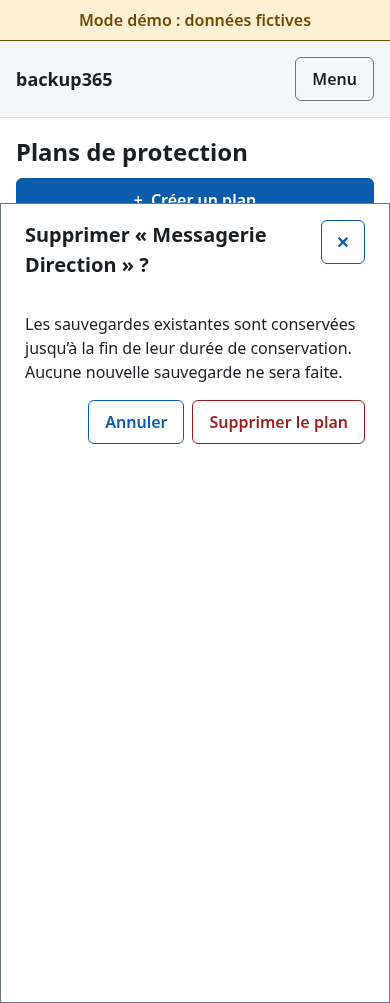 Mode démo : données fictives
backup365
Menu
Plans de protection
+ Créer un plan
Supprimer « Messagerie
Direction » ?
×
Les sauvegardes existantes sont conservées
jusqu’à la fin de leur durée de conservation.
Aucune nouvelle sauvegarde ne sera faite.
Annuler
Supprimer le plan